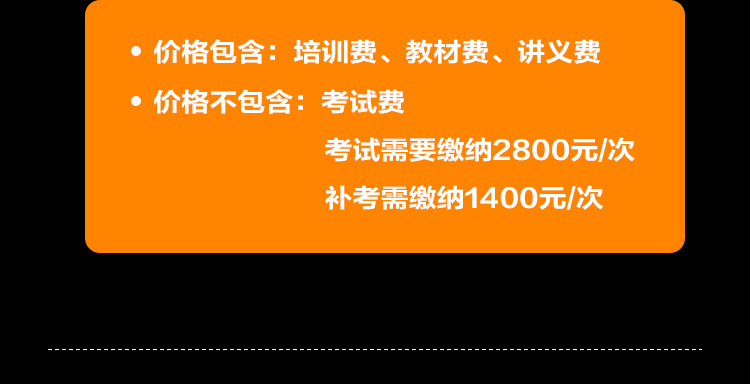 • 价格包含：培训费、教材费、讲义费
• 价格不包含：考试费
考试需要缴纳2800元/次
补考需缴纳1400元/次